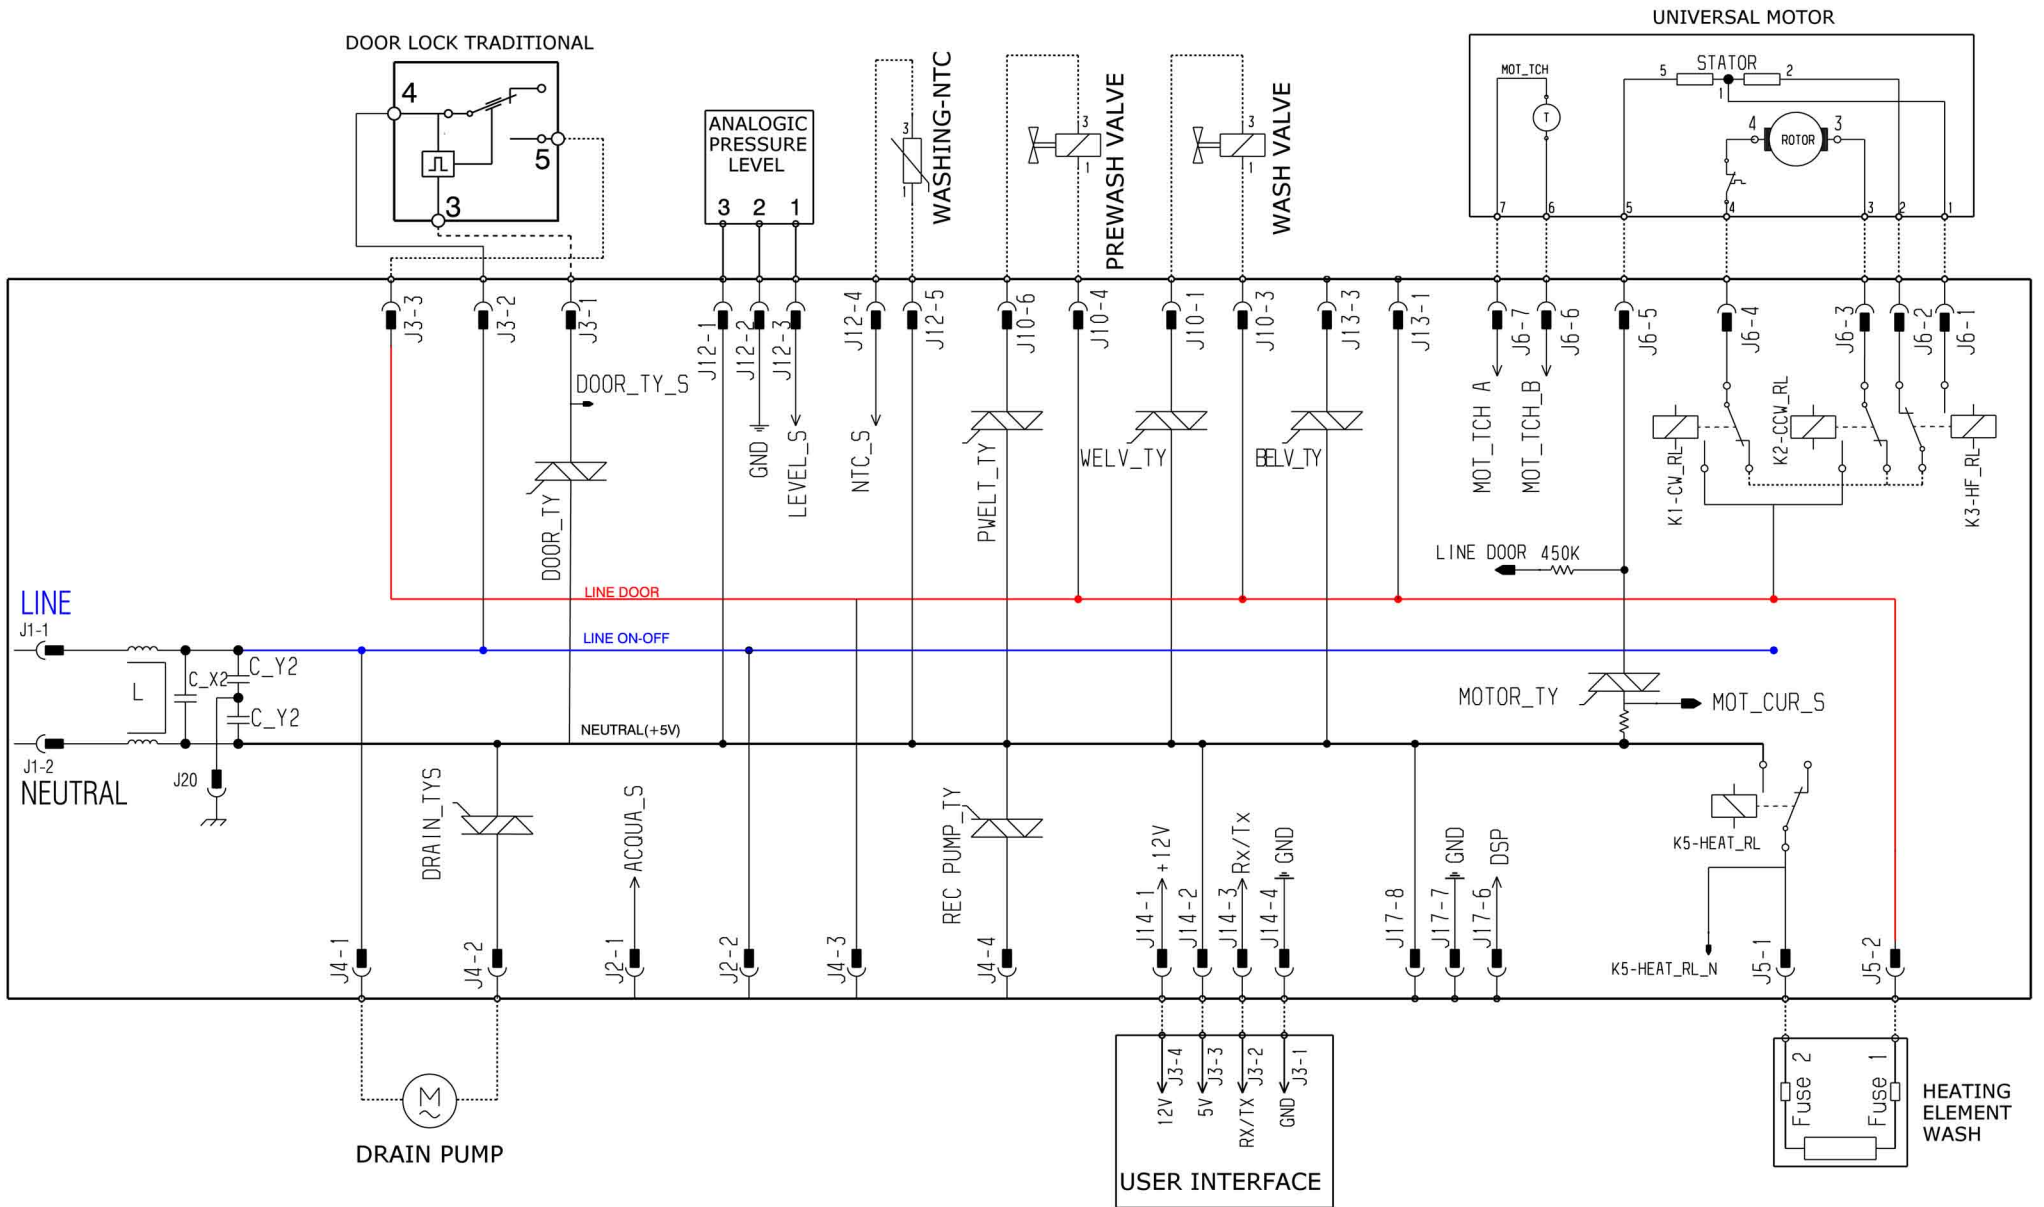 UNIVERSAL MOTOR
DOOR LOCK TRADITIONAL
4
5
3
ANALOGIC
PRESSURE
LEVEL
3 2 1
WASHING-NTC
3
1
PREWASH VALVE
3
1
WASH VALVE
3
1
MOT_TCH
T
STATOR
5
2
1
4
3
ROTOR
7
6
5
4
3
2
1
J3-3
J3-2
J3-1
J12-1
J12-2
J12-3
J12-4
J12-5
J10-6
J10-4
J10-1
J10-3
J13-3
J13-1
J6-7
J6-6
J6-5
J6-4
J6-3
J6-2
J6-1
DOOR_TY_S
DOOR_TY
GND
LEVEL_S
NTC_S
PWELT_TY
WELV_TY
BELV_TY
MOT_TCH A
MOT_TCH_B
K1-CW_RL
K2-CCW_RL
K3-HF_RL
LINE DOOR 450K
LINE DOOR
LINE
J1-1
LINE ON-OFF
L
C_X2
C_Y2
C_Y2
MOTOR_TY
MOT_CUR_S
NEUTRAL(+5V)
J1-2
NEUTRAL
J20
DRAIN_TYS
ACQUA_S
REC PUMP_TY
+12V
Rx/Tx
GND
GND
DSP
K5-HEAT_RL
K5-HEAT_RL_N
J4-1
J4-2
J2-1
J2-2
J4-3
J4-4
J14-1
J14-2
J14-3
J14-4
J17-8
J17-7
J17-6
J5-1
J5-2
M
DRAIN PUMP
J3-4
J3-3
J3-2
J3-1
12V
5V
RX/TX
GND
USER INTERFACE
Fuse 2
Fuse 1
HEATING
ELEMENT
WASH